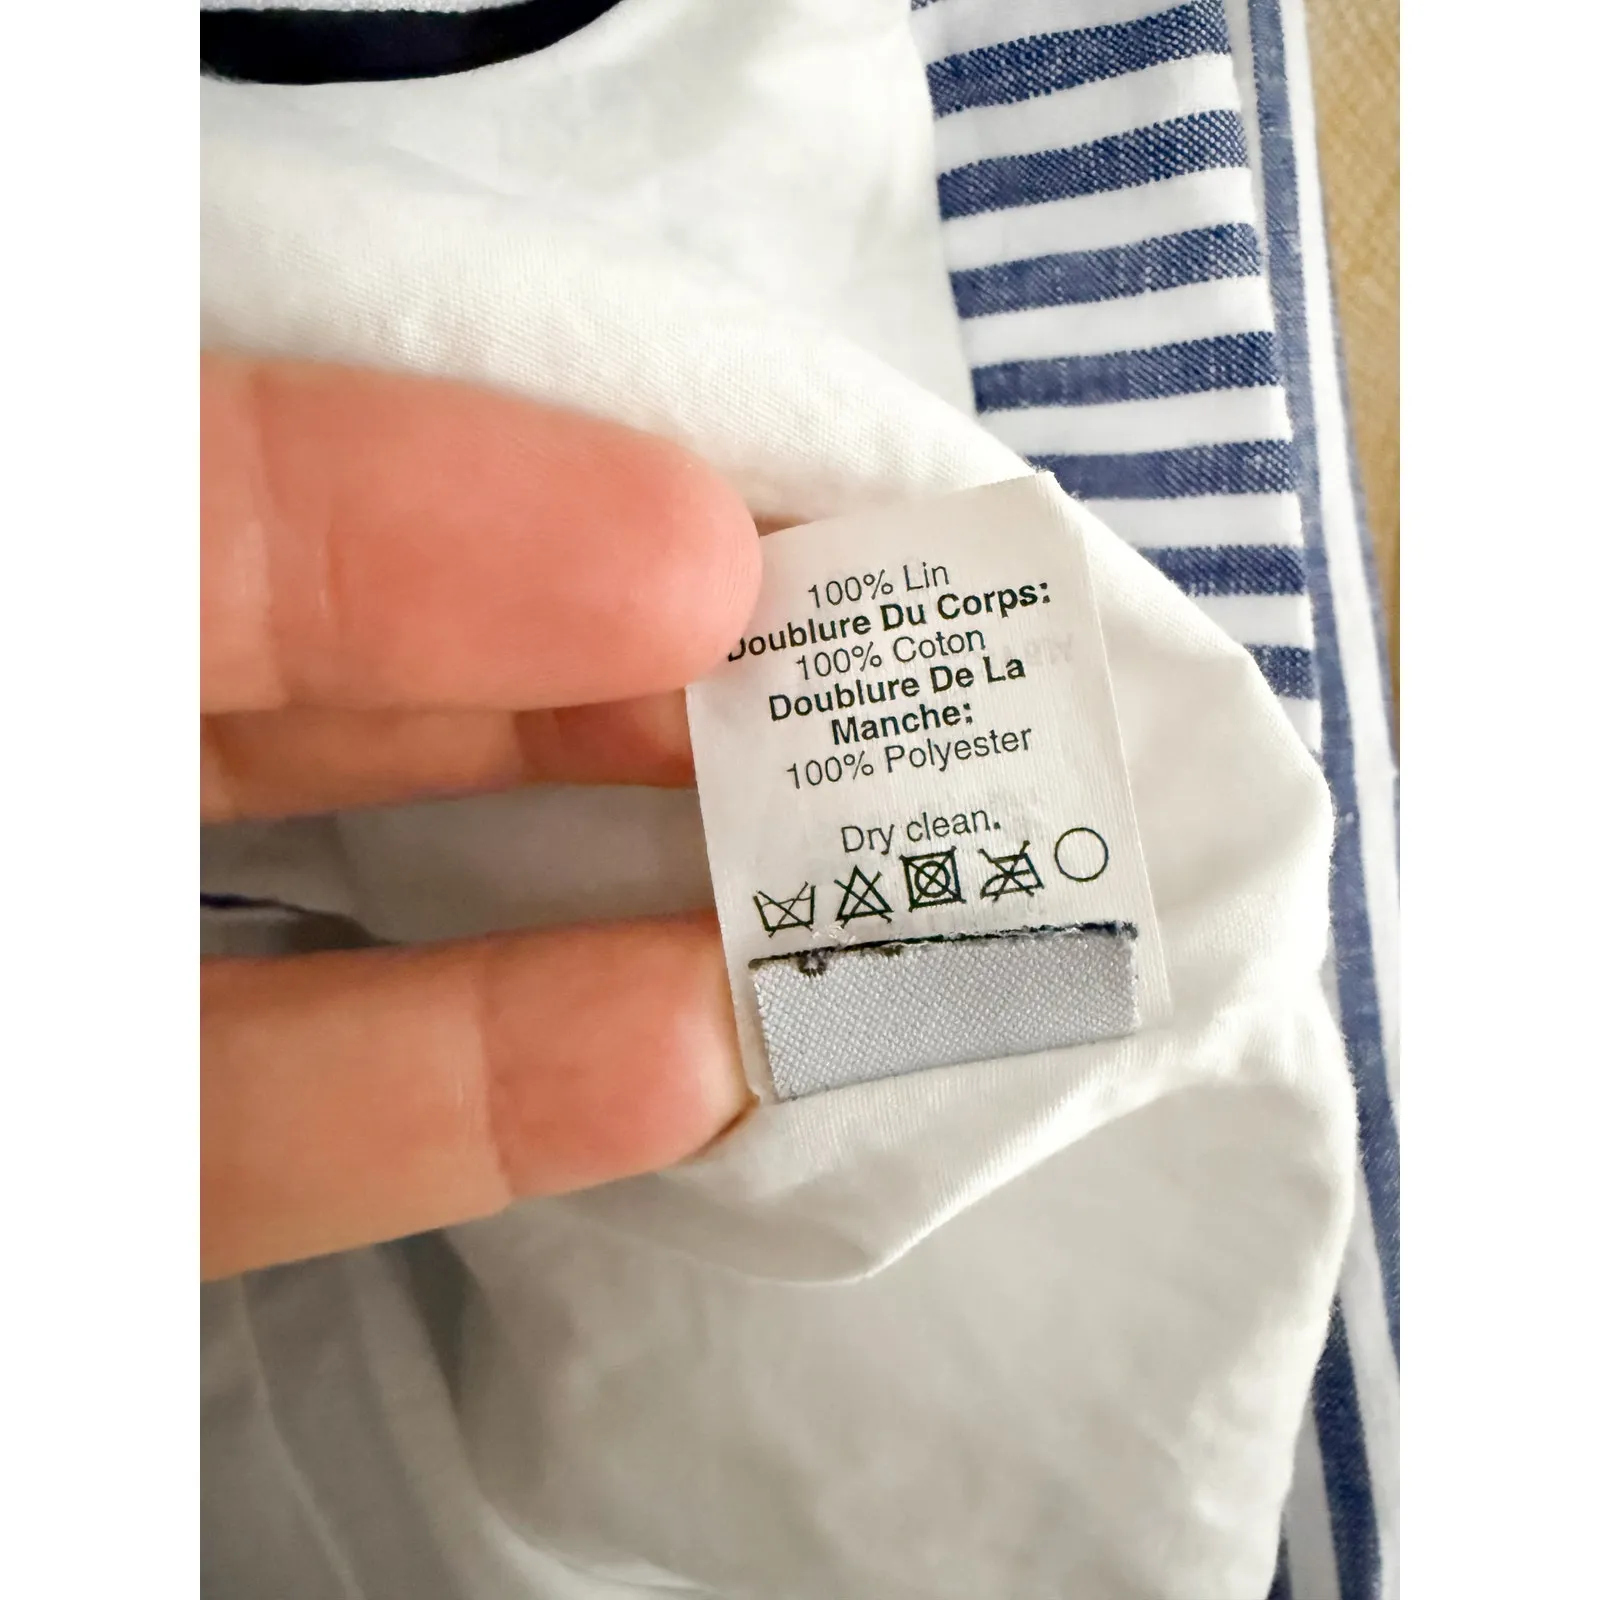 100% Lin
Doublure Du Corps:
100% Coton
Doublure De La
Manche:
100% Polyester
Dry clean.